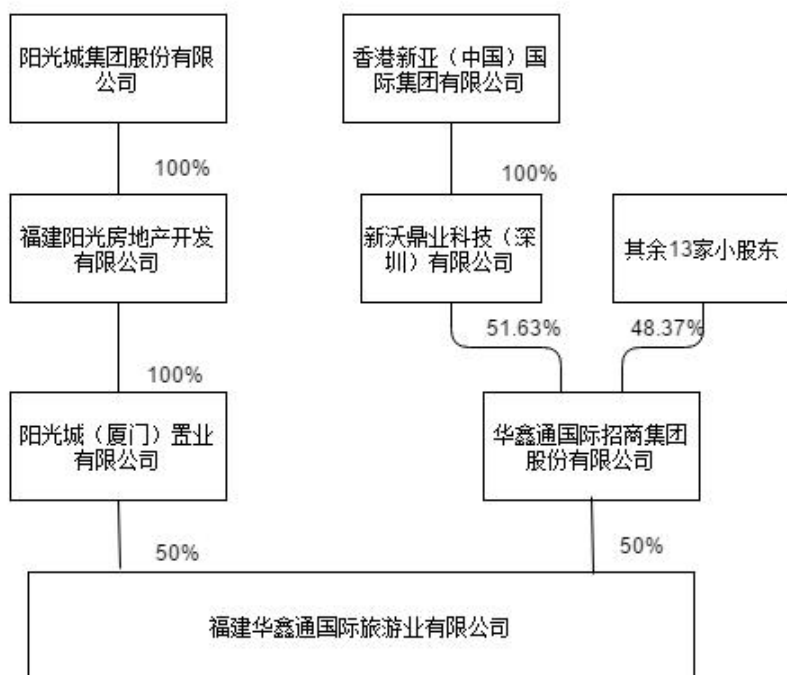 阳光城集团股份有限
公司
香港新亚（中国）国
际集团有限公司
100%
100%
福建阳光房地产开发
有限公司
新沃鼎业科技（深
圳）有限公司
其余13家小股东
51.63%
48.37%
100%
阳光城（厦门）置业
有限公司
华鑫通国际招商集团
股份有限公司
50%
50%
福建华鑫通国际旅游业有限公司